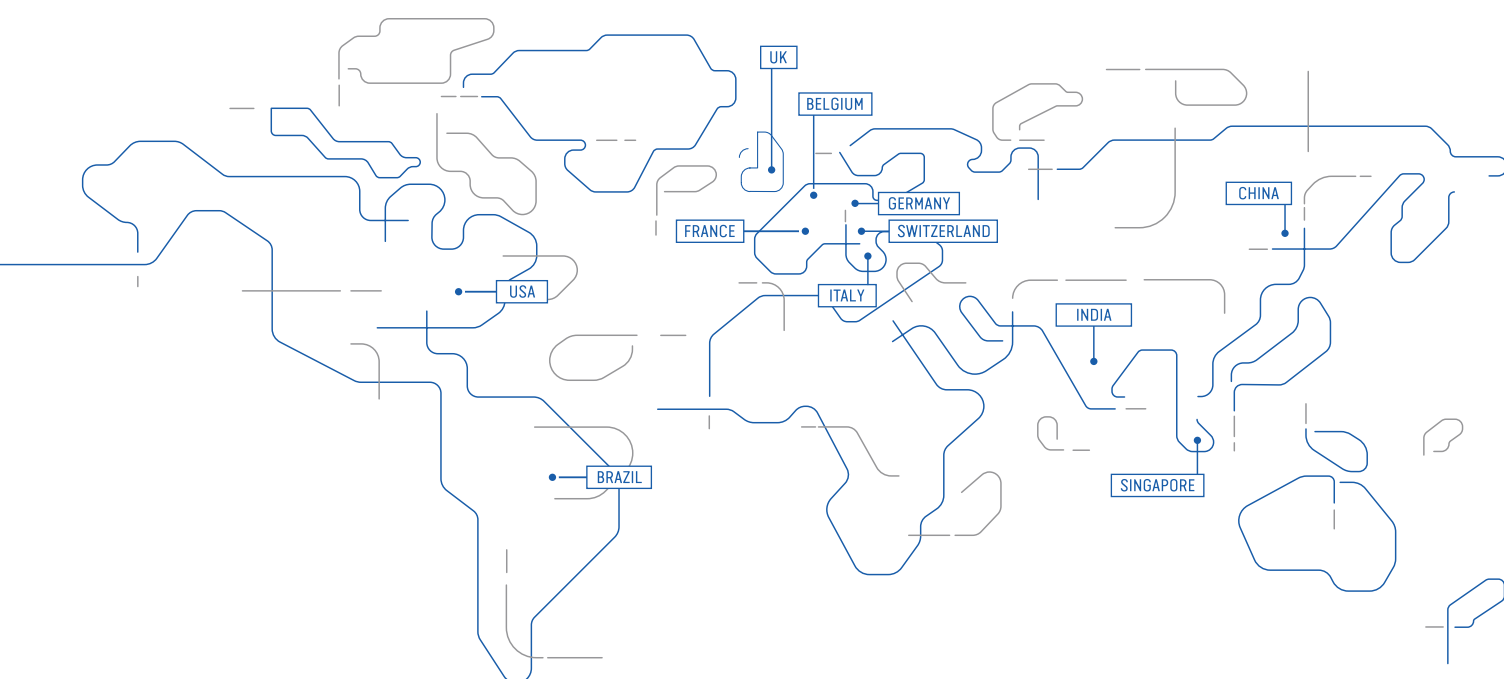 UK
BELGIUM
CHINA
GERMANY
FRANCE
SWITZERLAND
USA
ITALY
INDIA
BRAZIL
SINGAPORE